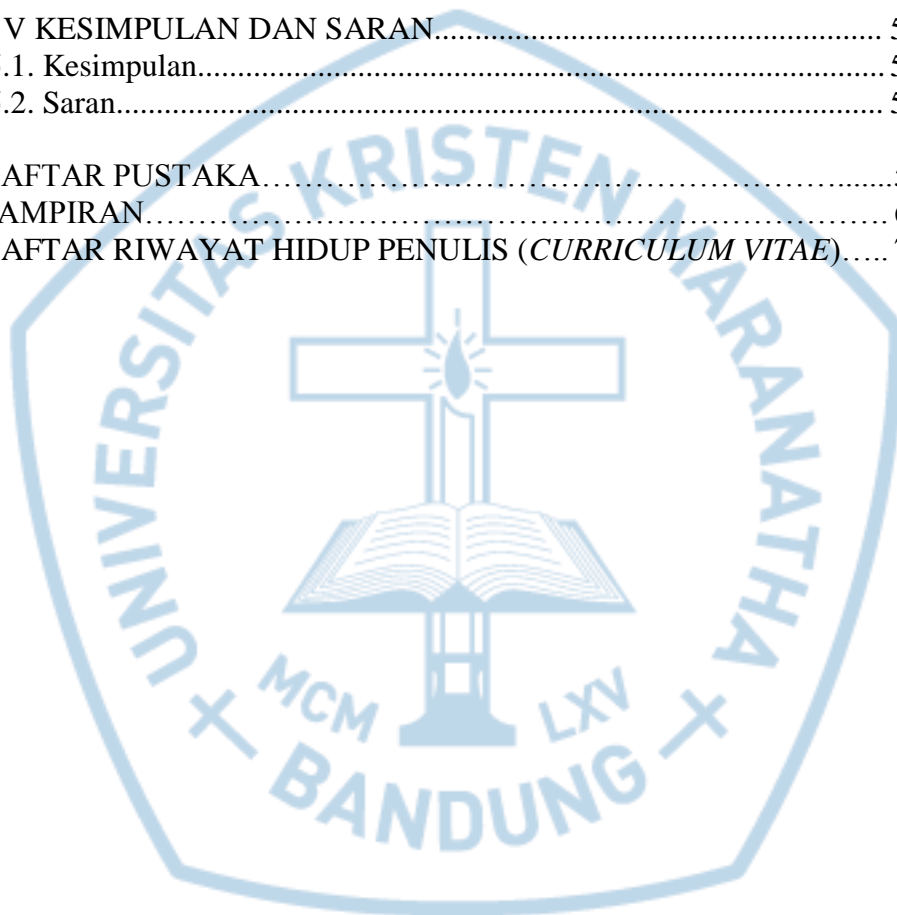 V KESIMPULAN DAN SARAN.......................................................... 5
.1. Kesimpulan......................................................................................... 5
.2. Saran.................................................................................................... 5
AFTAR PUSTAKA……………………………………………….......
AMPIRAN…………………………………………………………….
AFTAR RIWAYAT HIDUP PENULIS (CURRICULUM VITAE)…..
UNIVERSITAS KRISTEN MARANATHA
MCM LXV
BANDUNG